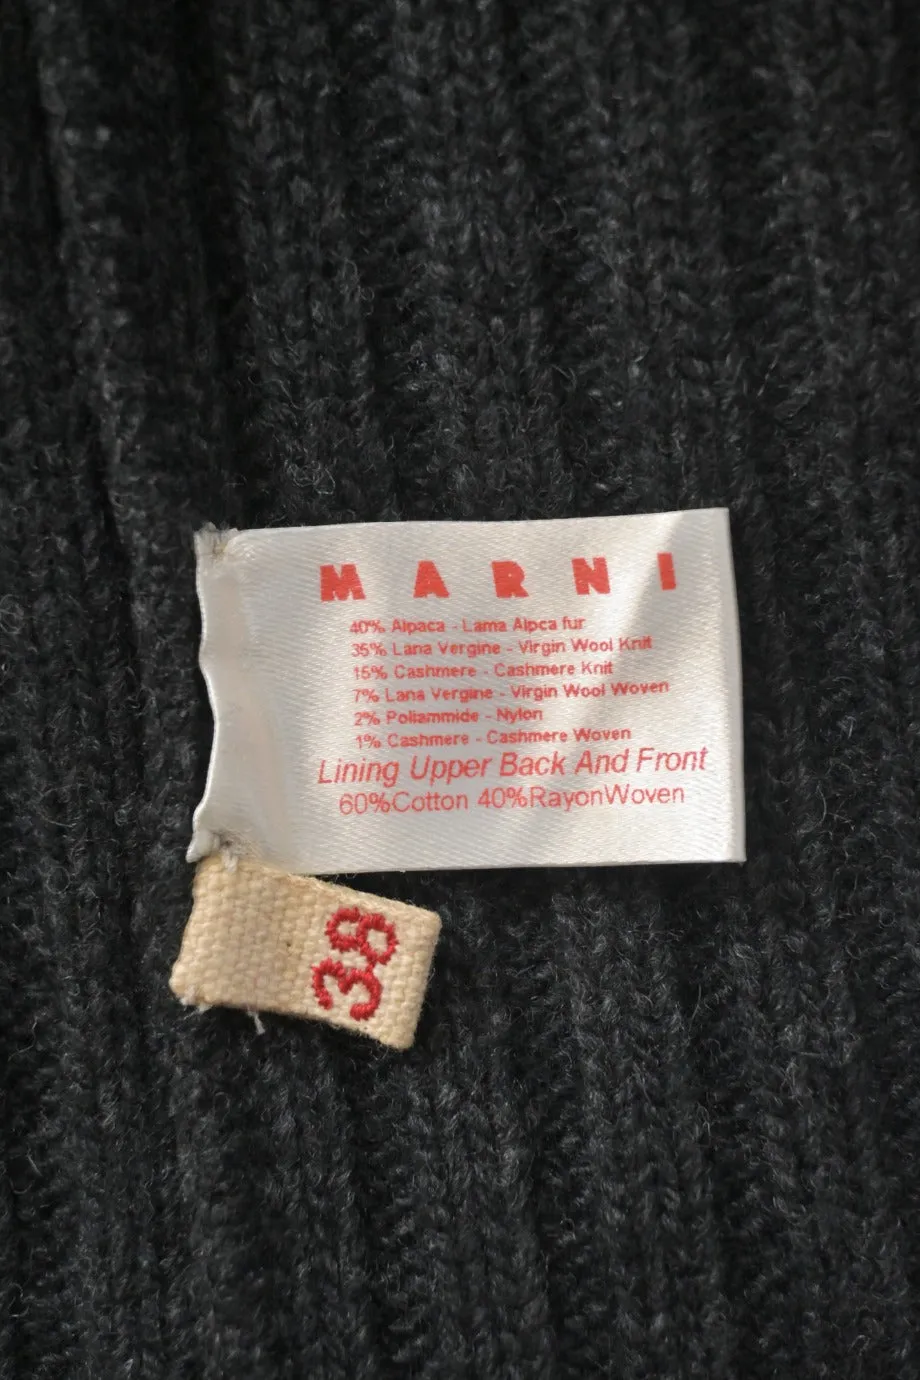 MARNI
40% Alpaca - Lama Alpca fur
35% Lana Vergine - Virgin Wool Knit
15% Cashmere - Cashmere Knit
7% Lana Vergine - Virgin Wool Woven
2% Poliammide - Nylon
1% Cashmere - Cashmere Woven
Lining Upper Back And Front
60%Cotton 40%RayonWoven
38